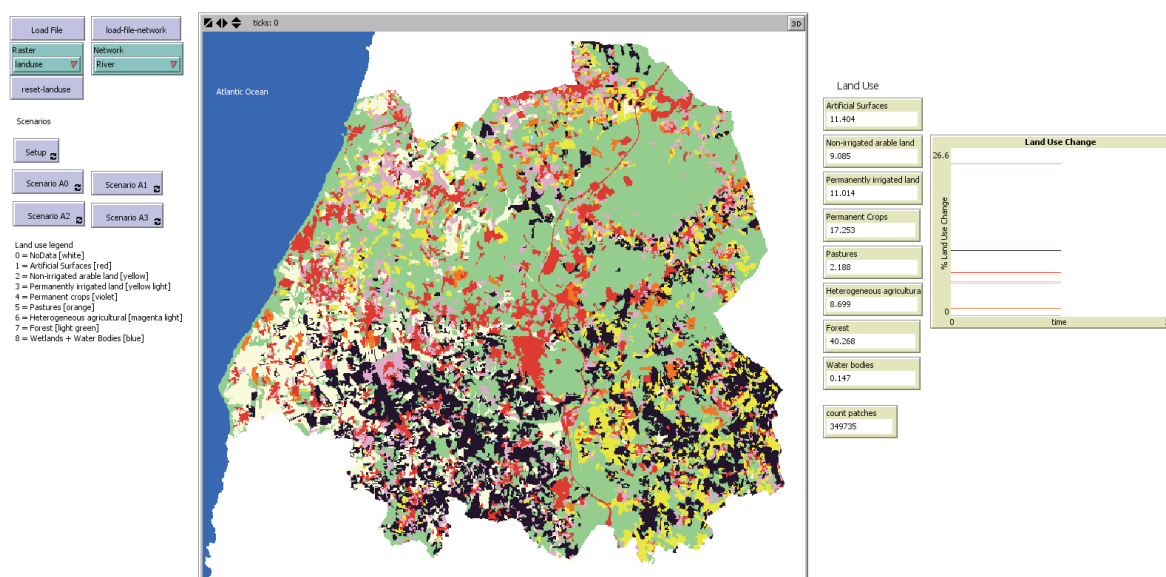 Load File
load-file-network
Raster
landuse
Network
River
reset-landuse
Scenarios
Setup
Scenario A0
Scenario A1
Scenario A2
Scenario A3
Land use legend
0 = NoData [white]
1 = Artificial Surfaces [red]
2 = Non-irrigated arable land [yellow]
3 = Permanently irrigated land [yellow light]
4 = Permanent crops [violet]
5 = Pastures [orange]
6 = Heterogeneous agricultural [magenta light]
7 = Forest [light green]
8 = Wetlands + Water Bodies [blue]
ticks: 0
3D
Atlantic Ocean
Land Use
Artificial Surfaces
11.404
Non-irrigated arable land
9.085
Permanently irrigated land
11.014
Permanent Crops
17.253
Pastures
2.188
Heterogeneous agricultura
8.699
Forest
40.268
Water bodies
0.147
count patches
349735
Land Use Change
26.6
% Land Use Change
0
0
time